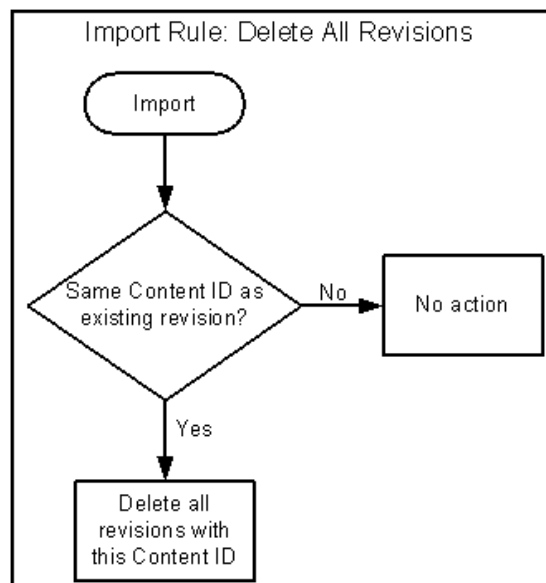 Import Rule: Delete All Revisions
Import
Same Content ID as
existing revision?
No
No action
Yes
Delete all
revisions with
this Content ID